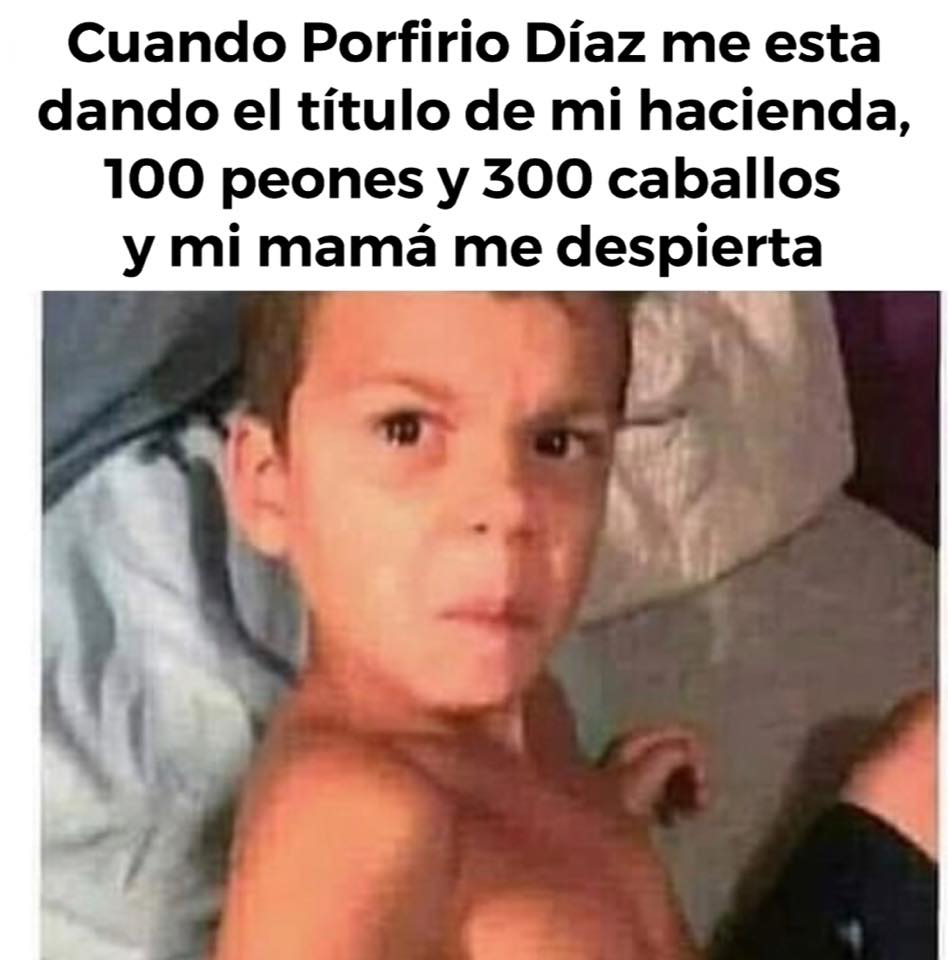 Cuando Porfirio Díaz me esta
dando el título de mi hacienda,
100 peones y 300 caballos
y mi mamá me despierta